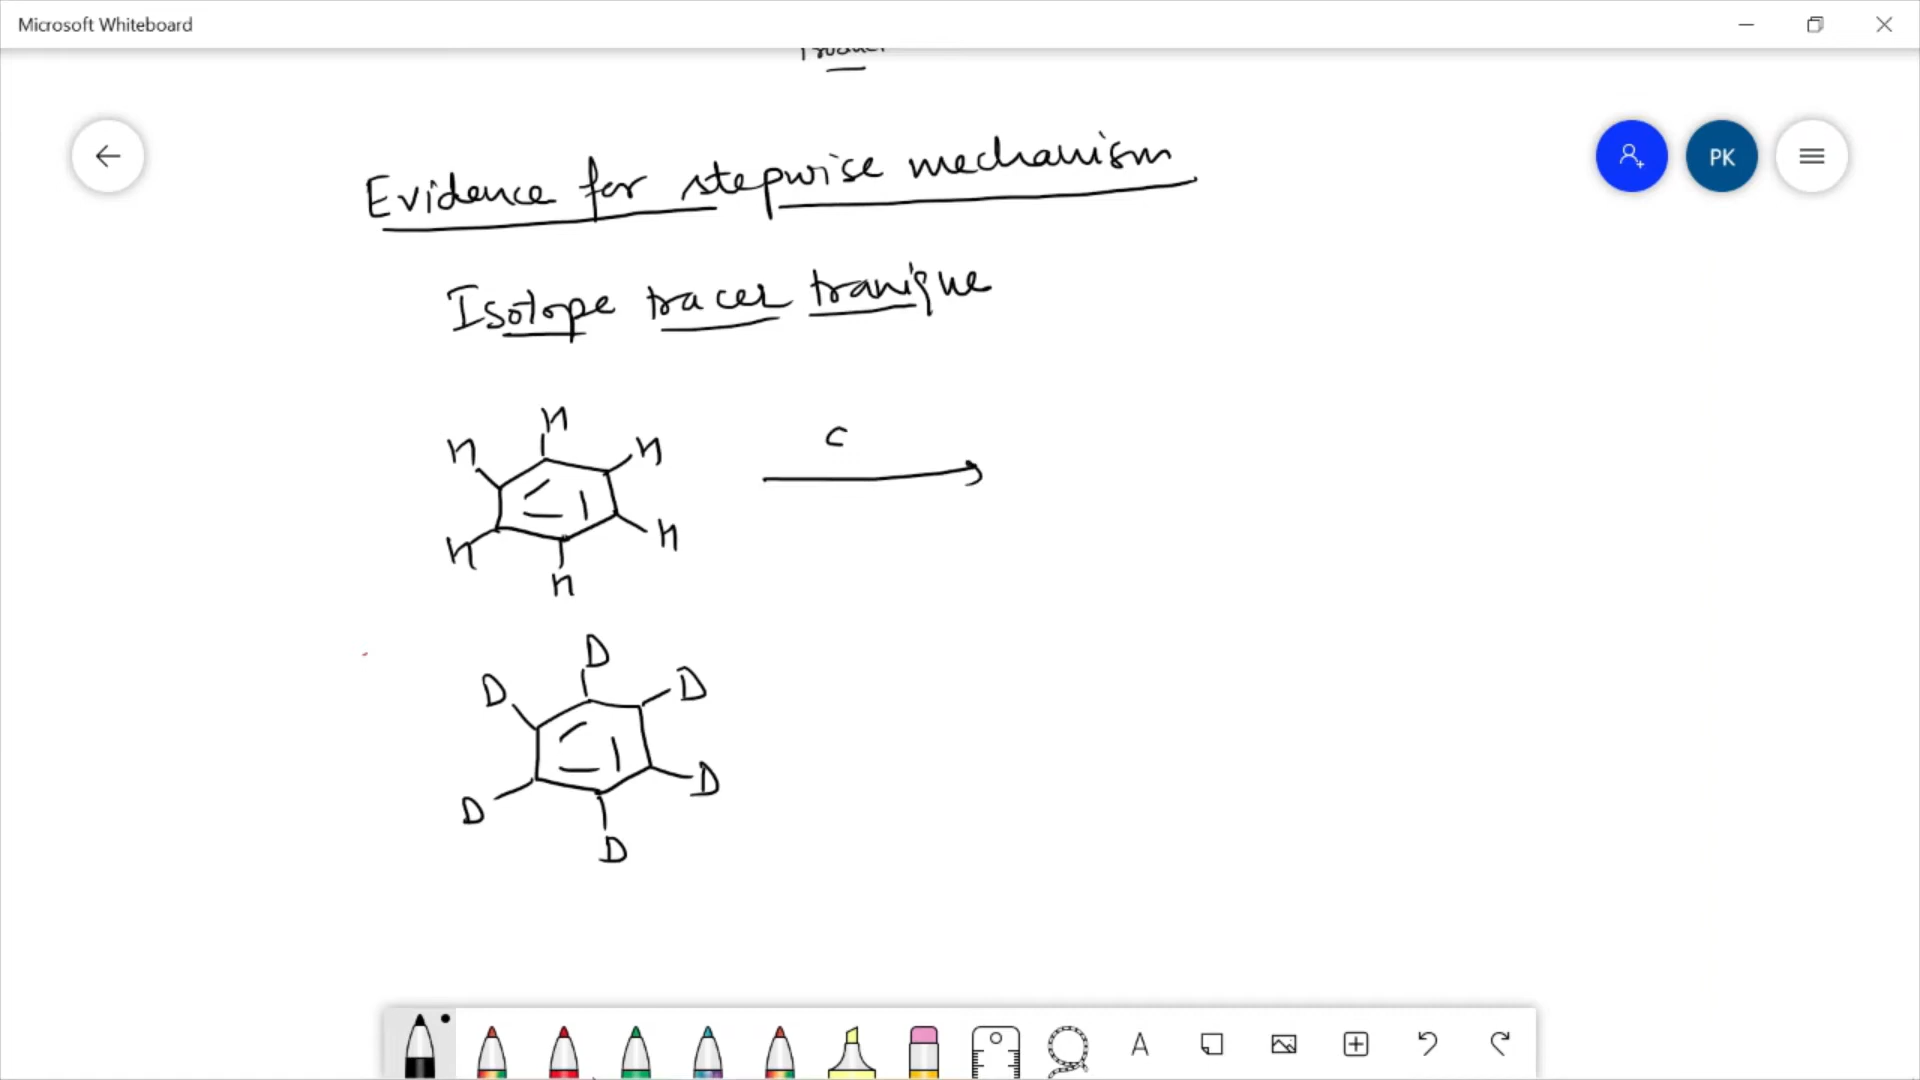 Microsoft Whiteboard
PK
Evidence for stepwise mechanism
Isotope tracer tranique
H
H H
C
H H
H
D
D D
D
D
D
A